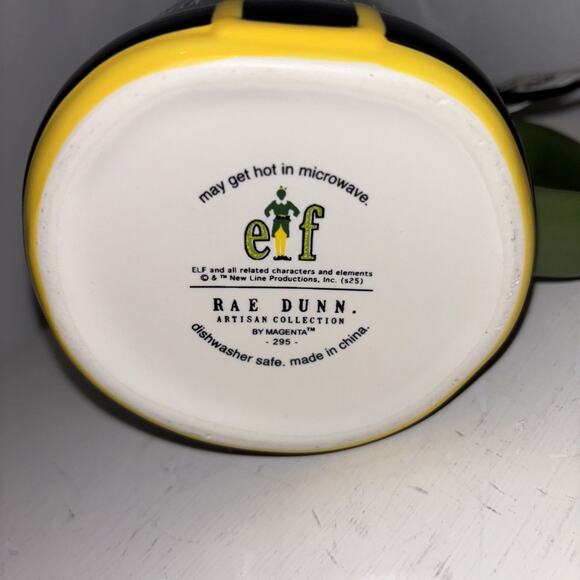 may get hot in microwave.
elf
ELF and all related characters and elements
© & ™ New Line Productions, Inc. (s25)
RAE DUNN.
ARTISAN COLLECTION
BY MAGENTA™
- 295 -
dishwasher safe. made in china.